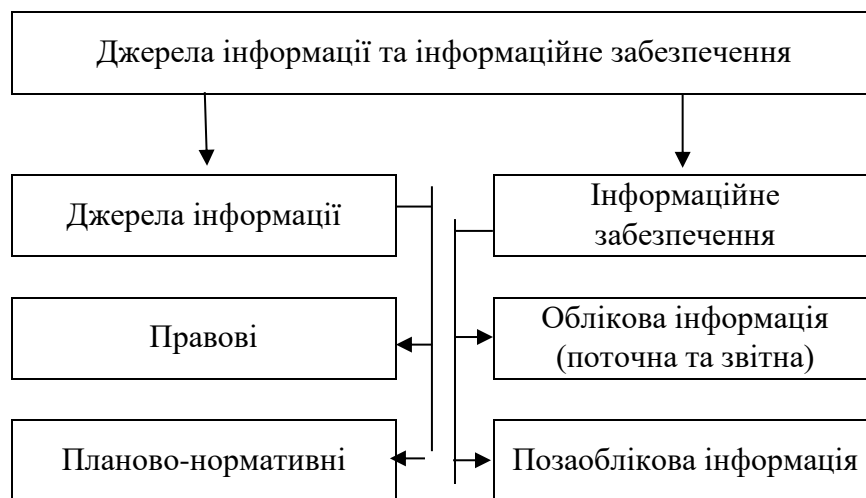 Джерела інформації та інформаційне забезпечення
Джерела інформації
Інформаційне
забезпечення
Правові
Облікова інформація
(поточна та звітна)
Планово-нормативні
Позаоблікова інформація